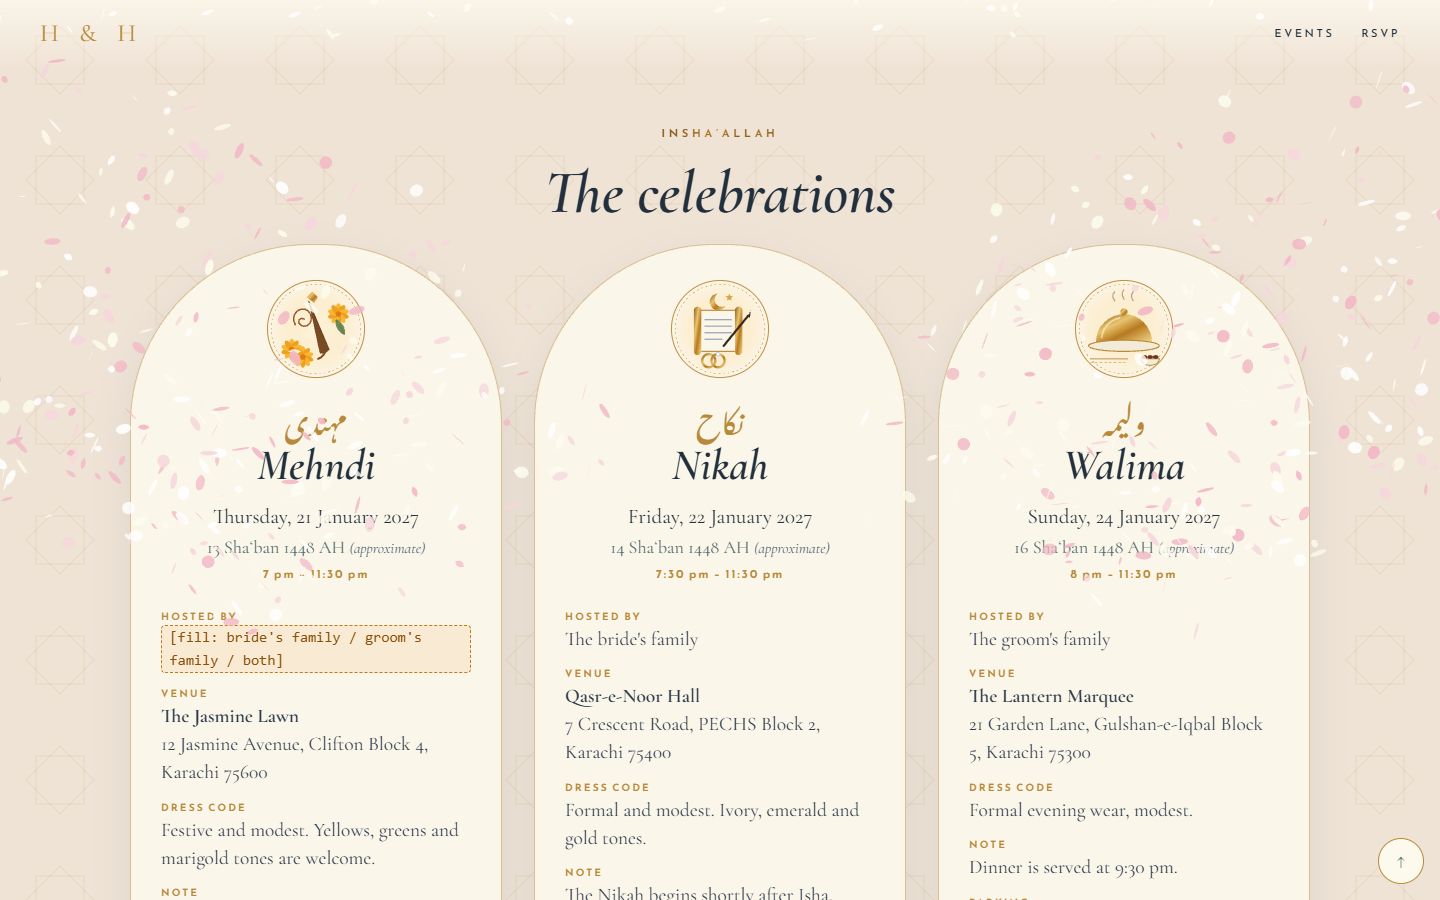 H & H
EVENTS RSVP
INSHA'ALLAH
The celebrations
مہندی
Mehndi
Thursday, 21 January 2027
13 Sha‘ban 1448 AH (approximate)
7 pm – 11:30 pm
HOSTED BY
[fill: bride's family / groom's
family / both]
VENUE
The Jasmine Lawn
12 Jasmine Avenue, Clifton Block 4,
Karachi 75600
DRESS CODE
Festive and modest. Yellows, greens and
marigold tones are welcome.
NOTE
نکاح
Nikah
Friday, 22 January 2027
14 Sha‘ban 1448 AH (approximate)
7:30 pm – 11:30 pm
HOSTED BY
The bride's family
VENUE
Qasr-e-Noor Hall
7 Crescent Road, PECHS Block 2,
Karachi 75400
DRESS CODE
Formal and modest. Ivory, emerald and
gold tones.
NOTE
The Nikah begins shortly after Isha.
ولیمہ
Walima
Sunday, 24 January 2027
16 Sha‘ban 1448 AH (approximate)
8 pm – 11:30 pm
HOSTED BY
The groom's family
VENUE
The Lantern Marquee
21 Garden Lane, Gulshan-e-Iqbal Block
5, Karachi 75300
DRESS CODE
Formal evening wear, modest.
NOTE
Dinner is served at 9:30 pm.
↑